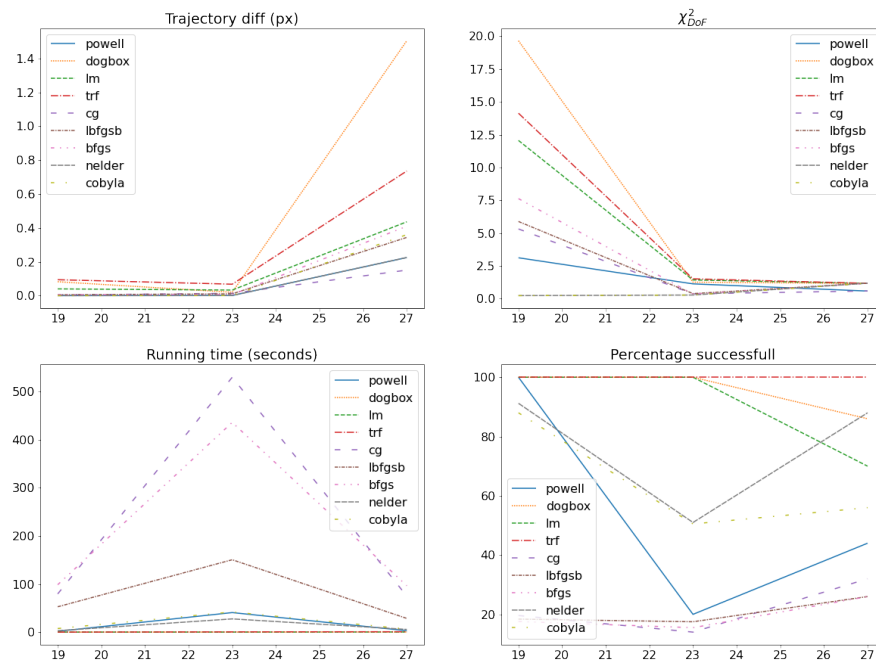 Trajectory diff (px)
1.4
1.2
1.0
0.8
0.6
0.4
0.2
0.0
19 20 21 22 23 24 25 26 27
powell
dogbox
lm
trf
cg
lbfgsb
bfgs
nelder
cobyla
χ²DoF
20.0
17.5
15.0
12.5
10.0
7.5
5.0
2.5
0.0
19 20 21 22 23 24 25 26 27
powell
dogbox
lm
trf
cg
lbfgsb
bfgs
nelder
cobyla
Running time (seconds)
500
400
300
200
100
0
19 20 21 22 23 24 25 26 27
powell
dogbox
lm
trf
cg
lbfgsb
bfgs
nelder
cobyla
Percentage successfull
100
80
60
40
20
19 20 21 22 23 24 25 26 27
powell
dogbox
lm
trf
cg
lbfgsb
bfgs
nelder
cobyla